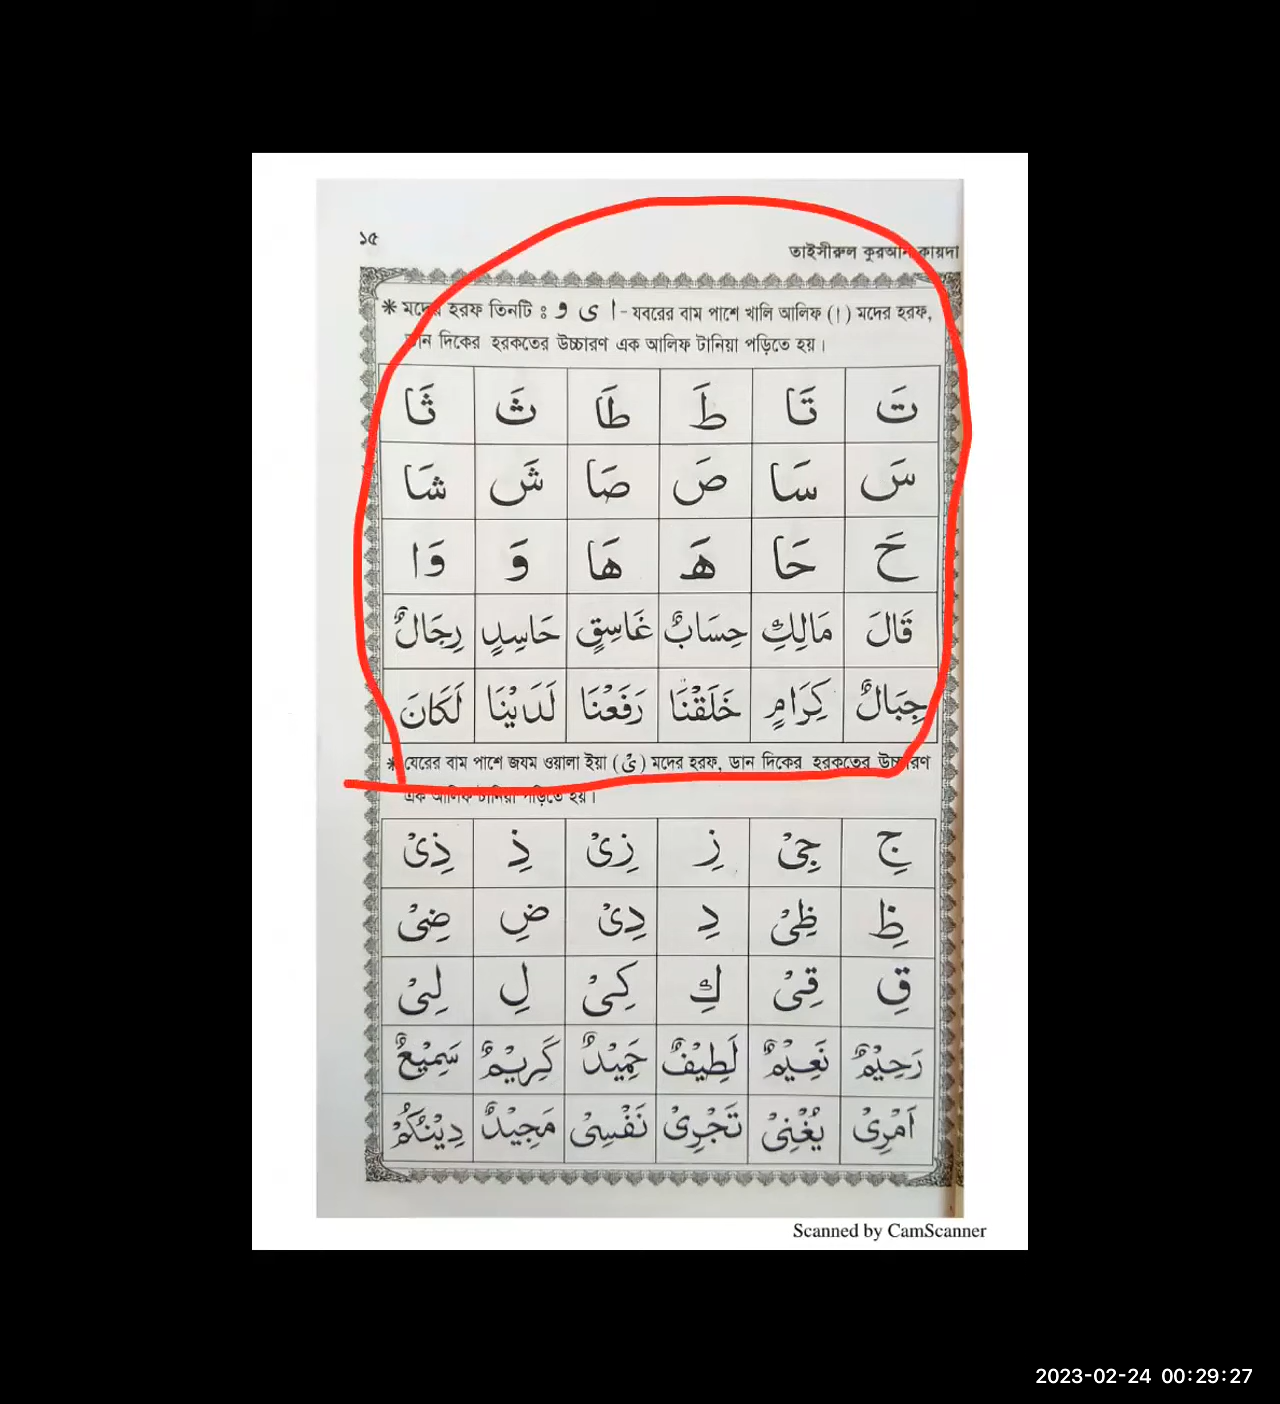 ১৫
তাইসীরুল কুরআন কায়দা
* মদের হরফ তিনটি ঃ و ى ا - যবরের বাম পাশে খালি আলিফ (ا) মদের হরফ,
ডান দিকের হরকতের উচ্চারণ এক আলিফ টানিয়া পড়িতে হয়।
تَ تَا طَ طَا ثَ ثَا
سَ سَا صَ صَا شَ شَا
حَ حَا هَ هَا وَ وَا
قَالَ مَالِكِ حِسَابٌ غَاسِقٍ حَاسِدٍ رِجَالٌ
جِبَالٌ كِرَامٍ خَلَقْنَا رَفَعْنَا لَدَيْنَا لَكَانَ
* যেরের বাম পাশে জযম ওয়ালা ইয়া (ىْ) মদের হরফ, ডান দিকের হরকতের উচ্চারণ
এক আলিফ টানিয়া পড়িতে হয়।
جِ جِىْ زِ زِىْ ذِ ذِىْ
ظِ ظِىْ دِ دِىْ ضِ ضِىْ
قِ قِىْ كِ كِىْ لِ لِىْ
رَحِيْمٌ نَعِيْمٌ لَطِيْفٌ حَمِيْدٌ كَرِيْمٌ سَمِيْعٌ
اَمْرِىْ يُغْنِىْ تَجْرِىْ نَفْسِىْ مَجِيْدٌ دِيْنُكُمْ
Scanned by CamScanner
2023-02-24 00:29:27